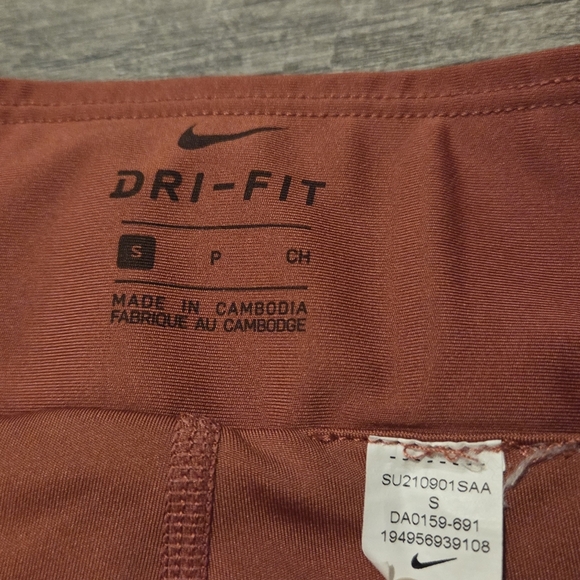 DRI-FIT
S P CH
MADE IN CAMBODIA
FABRIQUE AU CAMBODGE
SU210901SAA
S
DA0159-691
194956939108